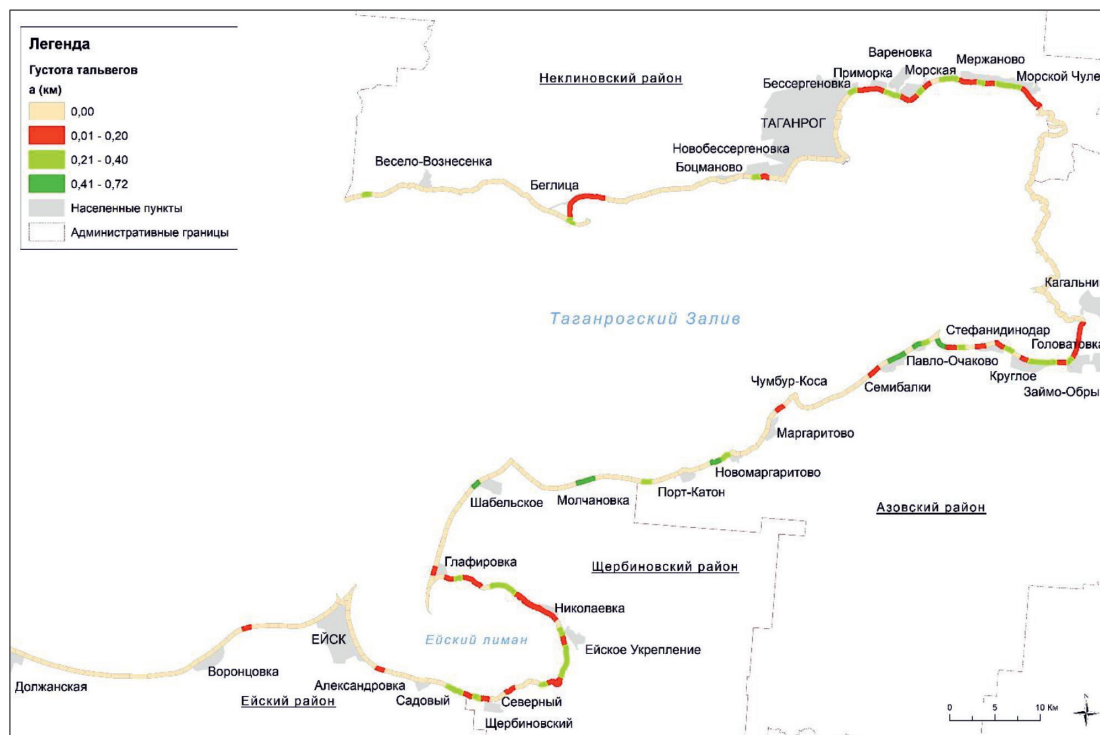 Легенда
Густота тальвегов
а (км)
0,00
0,01 - 0,20
0,21 - 0,40
0,41 - 0,72
Населенные пункты
Административные границы
Неклиновский район
Вареновка
Мержаново
Приморка
Морская
Бессергеновка
Морской Чуле
ТАГАНРОГ
Новобессергеновка
Боцманово
Весело-Вознесенка
Беглица
Кагальни
Таганрогский Залив
Стефанидинодар
Головатовка
Павло-Очаково
Круглое
Семибалки
Займо-Обры
Чумбур-Коса
Маргаритово
Новомаргаритово
Порт-Катон
Молчановка
Шабельское
Азовский район
Глафировка
Щербиновский район
Николаевка
Ейский лиман
Ейское Укрепление
ЕЙСК
Воронцовка
Должанская
Александровка
Ейский район
Садовый
Северный
Щербиновский
0 5 10 Км